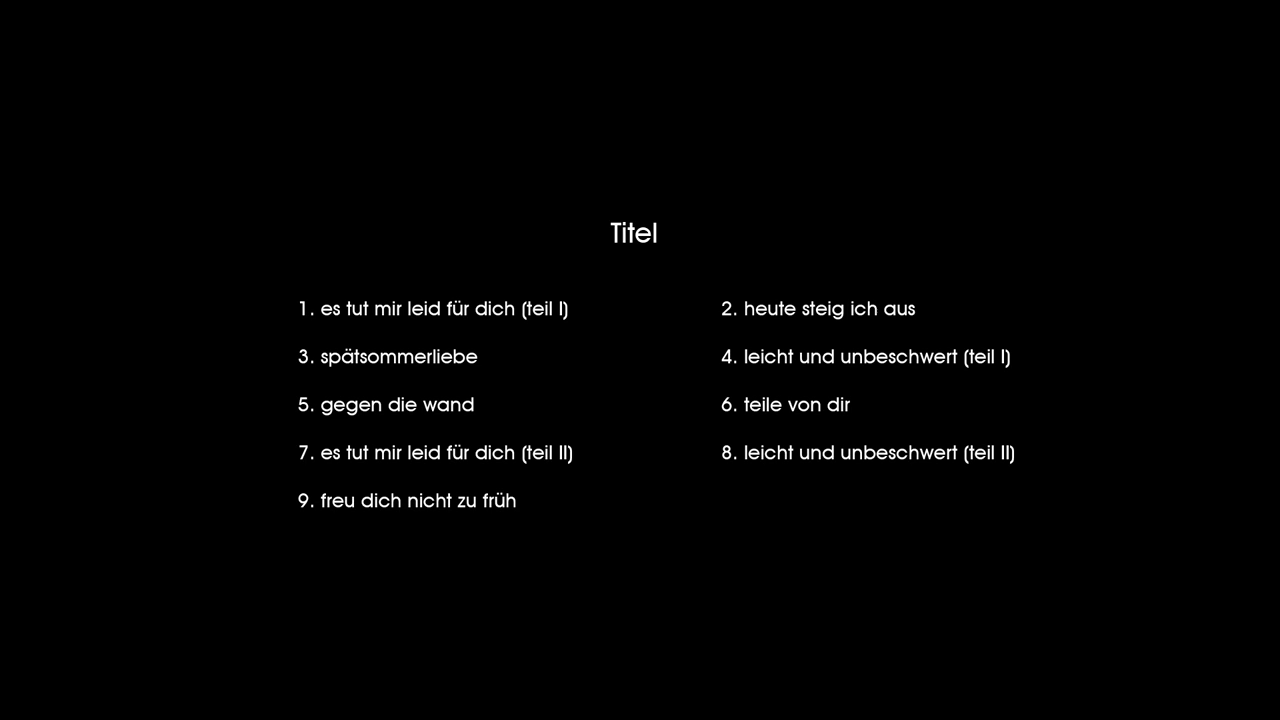 Titel
1. es tut mir leid für dich (teil I)
2. heute steig ich aus
3. spätsommerliebe
4. leicht und unbeschwert (teil I)
5. gegen die wand
6. teile von dir
7. es tut mir leid für dich (teil II)
8. leicht und unbeschwert (teil II)
9. freu dich nicht zu früh